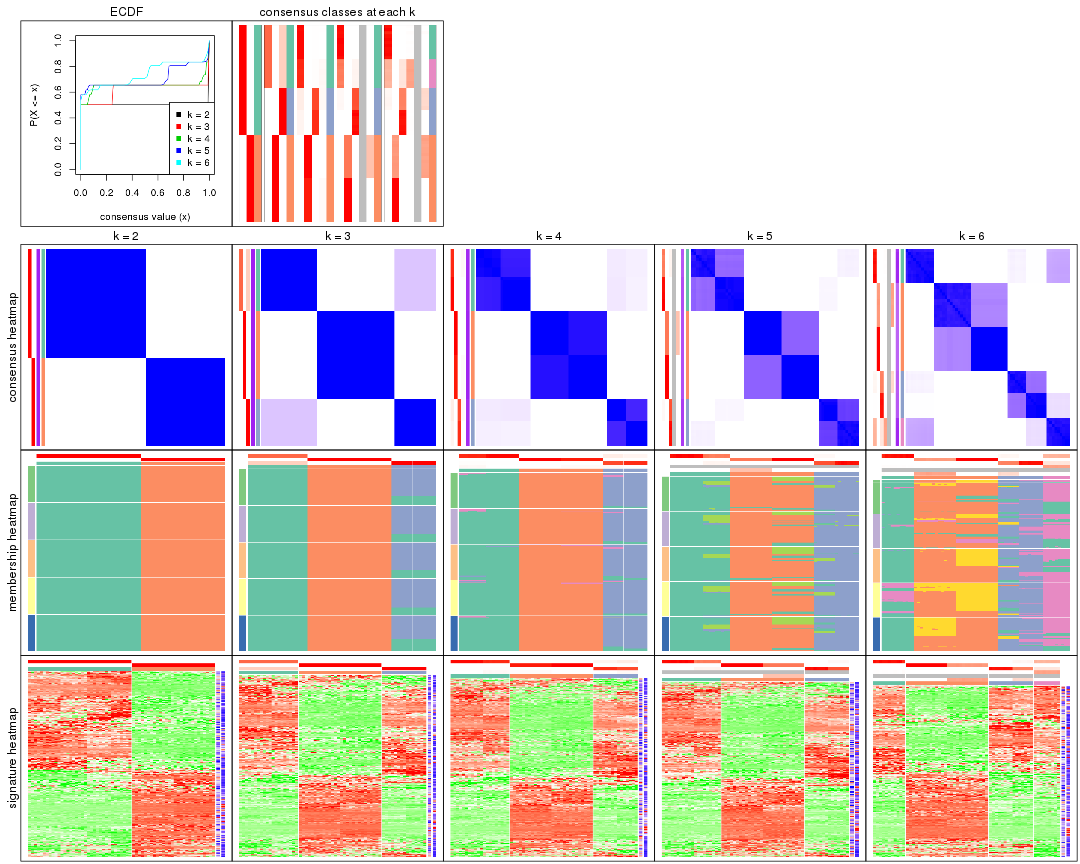 ECDF
consensus classes at each k
P(X <= x)
1.0
0.8
0.6
0.4
0.2
0.0
k = 2
k = 3
k = 4
k = 5
k = 6
0.0 0.2 0.4 0.6 0.8 1.0
consensus value (x)
k = 2
k = 3
k = 4
k = 5
k = 6
consensus heatmap
membership heatmap
signature heatmap